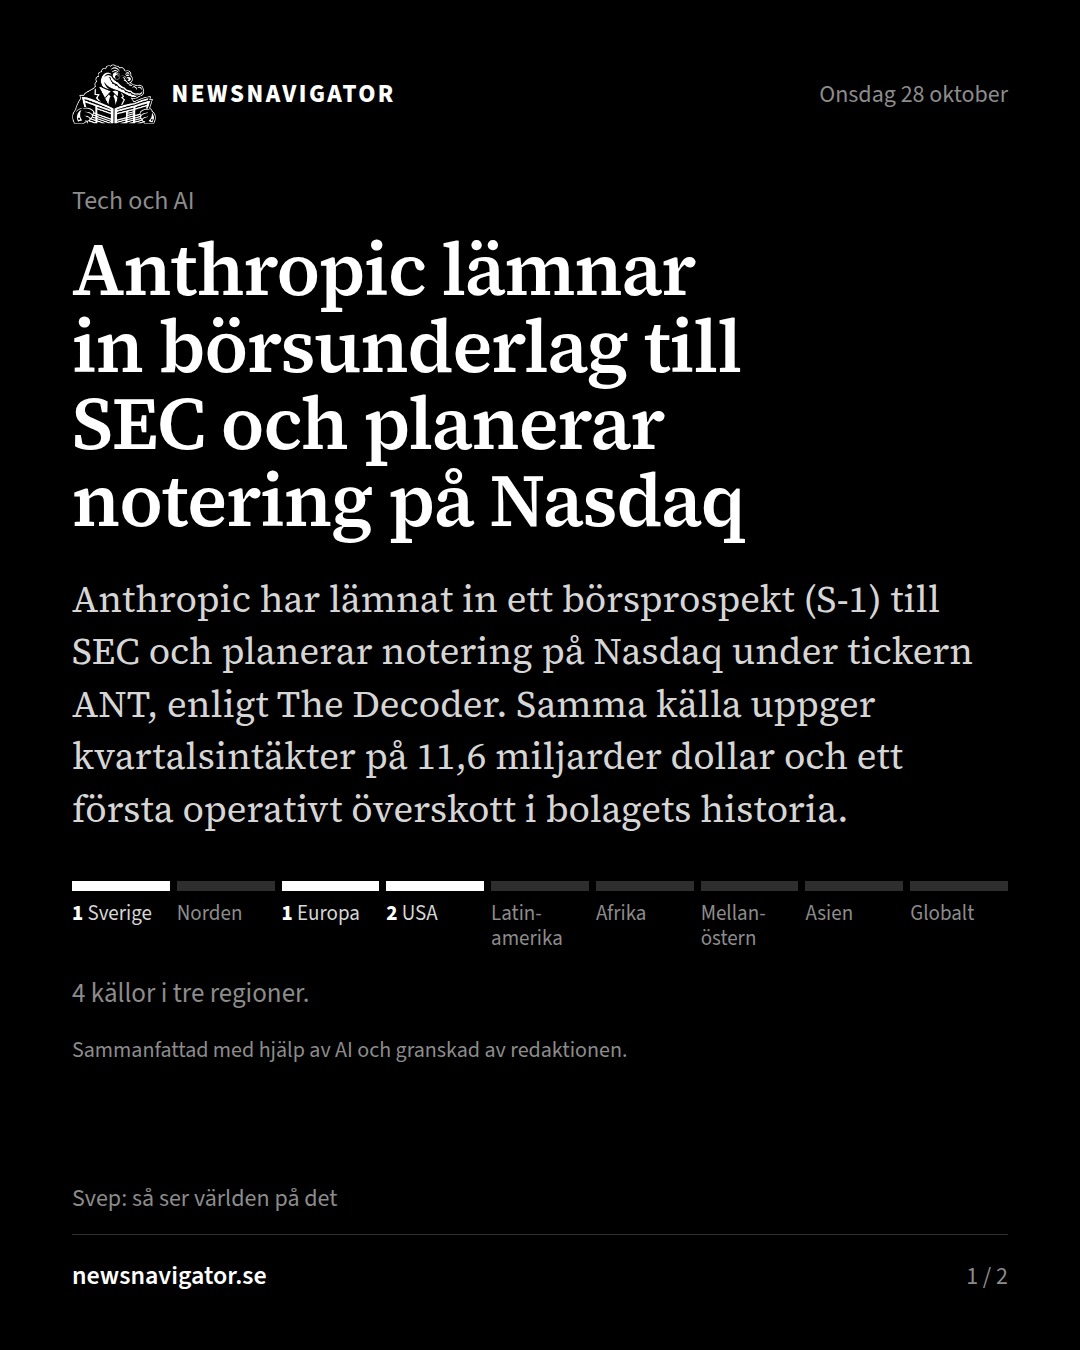 NEWSNAVIGATOR
Onsdag 28 oktober
Tech och AI
Anthropic lämnar
in börsunderlag till
SEC och planerar
notering på Nasdaq
Anthropic har lämnat in ett börsprospekt (S-1) till
SEC och planerar notering på Nasdaq under tickern
ANT, enligt The Decoder. Samma källa uppger
kvartalsintäkter på 11,6 miljarder dollar och ett
första operativt överskott i bolagets historia.
1 Sverige
Norden
1 Europa
2 USA
Latin-
amerika
Afrika
Mellan-
östern
Asien
Globalt
4 källor i tre regioner.
Sammanfattad med hjälp av AI och granskad av redaktionen.
Svep: så ser världen på det
newsnavigator.se
1 / 2